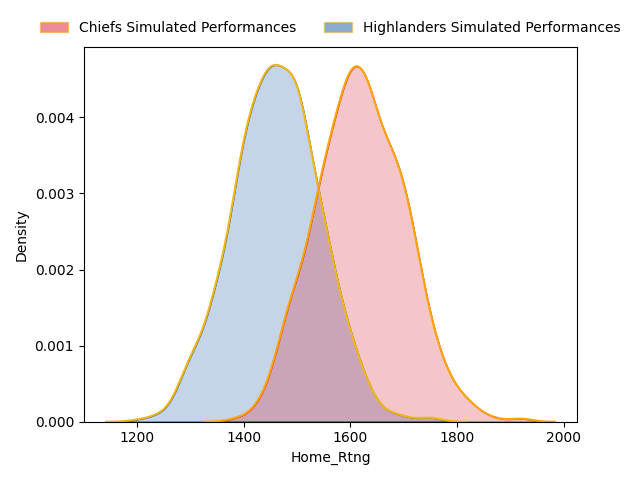 Chiefs Simulated Performances Highlanders Simulated Performances
0.004
0.003
0.002
0.001
0.000
Density
1200 1400 1600 1800 2000
Home_Rtng